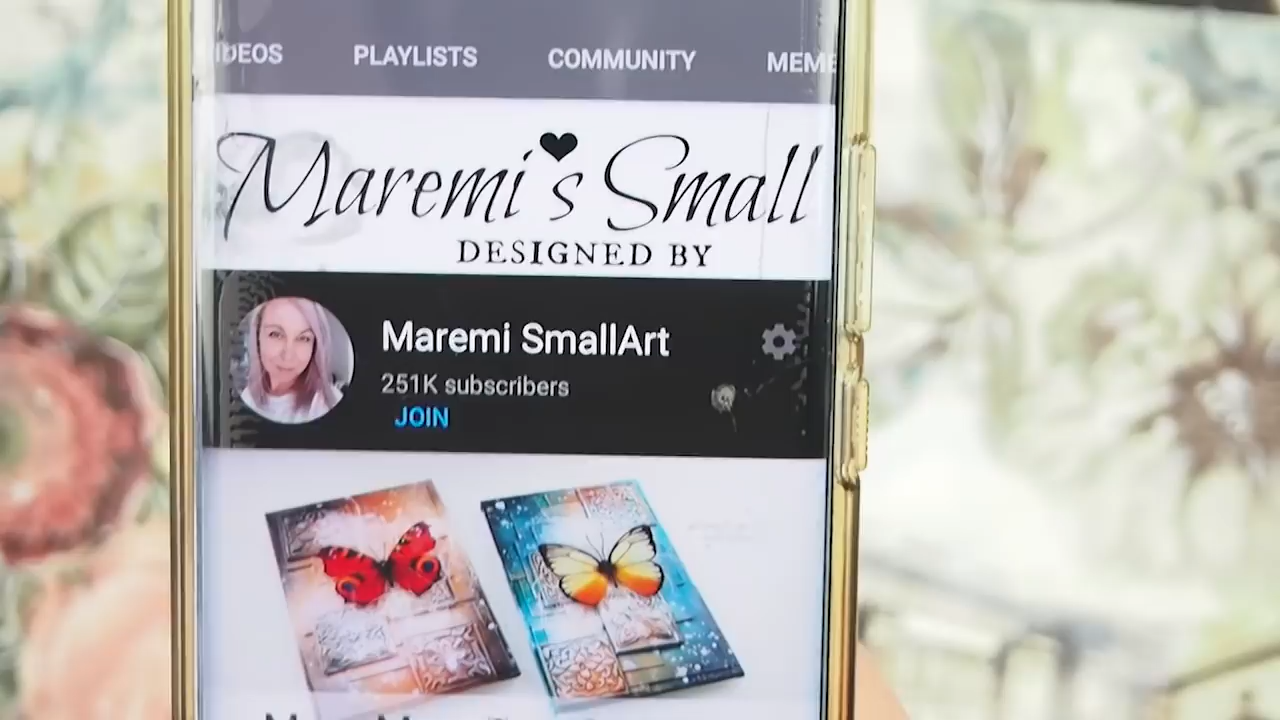 IDEOS PLAYLISTS COMMUNITY MEME
Maremi's Small
DESIGNED BY
Maremi SmallArt
251K subscribers
JOIN